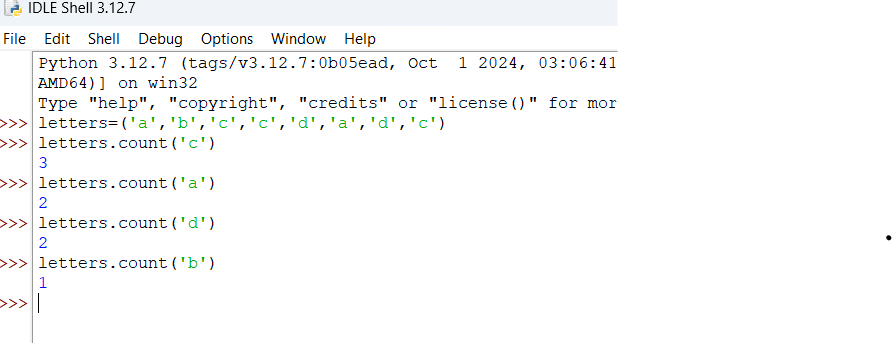 IDLE Shell 3.12.7
File Edit Shell Debug Options Window Help
Python 3.12.7 (tags/v3.12.7:0b05ead, Oct  1 2024, 03:06:41
AMD64)] on win32
Type "help", "copyright", "credits" or "license()" for mor
>>> letters=('a','b','c','c','d','a','d','c')
>>> letters.count('c')
3
>>> letters.count('a')
2
>>> letters.count('d')
2
>>> letters.count('b')
1
>>>